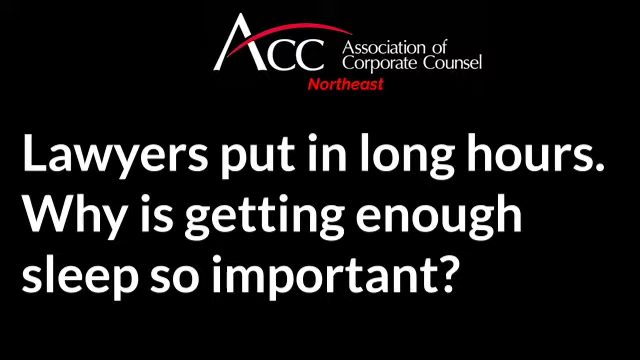 ACC Association of
Corporate Counsel
Northeast
Lawyers put in long hours.
Why is getting enough
sleep so important?